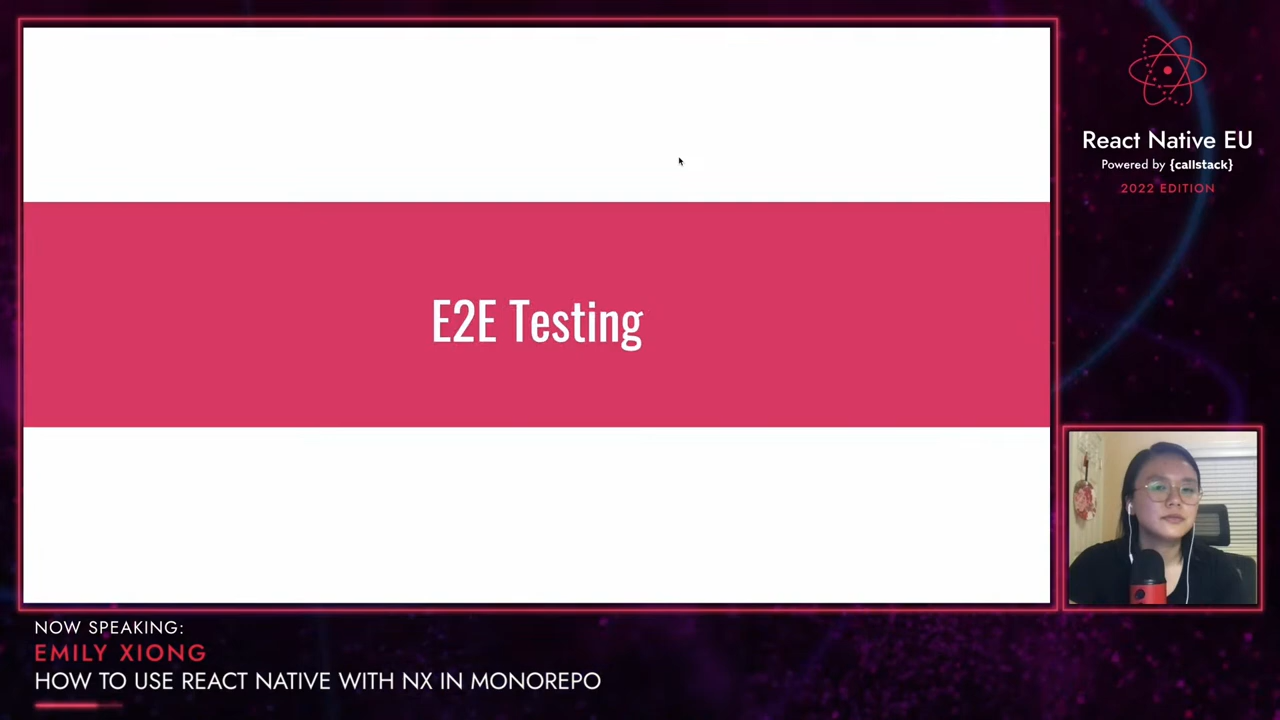 E2E Testing
React Native EU
Powered by {callstack}
2022 EDITION
NOW SPEAKING:
EMILY XIONG
HOW TO USE REACT NATIVE WITH NX IN MONOREPO